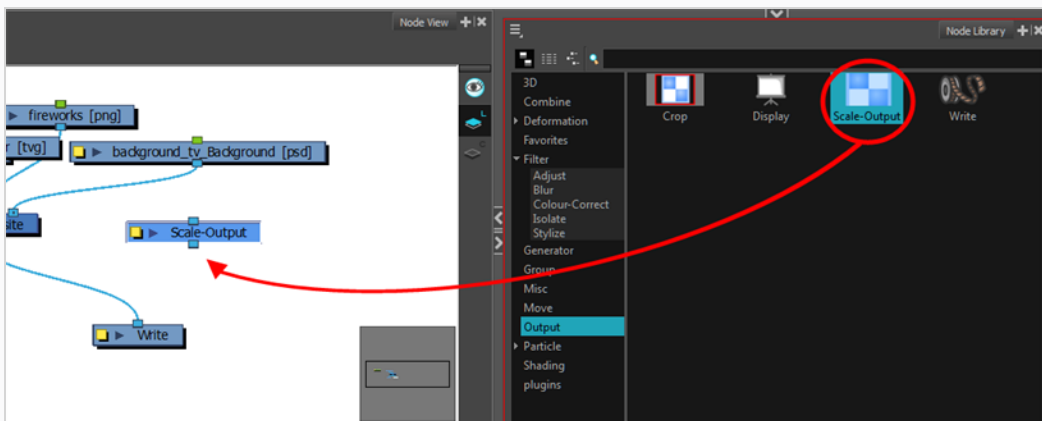 Node View
fireworks [png]
r [tvg]
background_tv_Background [psd]
site
Scale-Output
Write
Node Library
3D
Combine
Deformation
Favorites
Filter
Adjust
Blur
Colour-Correct
Isolate
Stylize
Generator
Group
Misc
Move
Output
Particle
Shading
plugins
Crop
Display
Scale-Output
Write